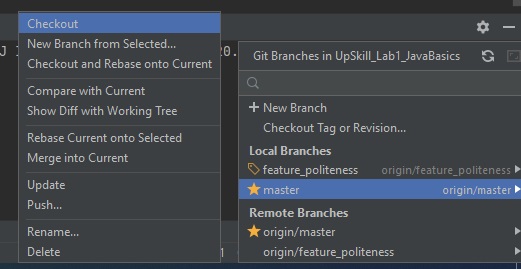 Checkout
New Branch from Selected...
Checkout and Rebase onto Current
Compare with Current
Show Diff with Working Tree
Rebase Current onto Selected
Merge into Current
Update
Push...
Rename...
Delete
Git Branches in UpSkill_Lab1_JavaBasics
New Branch
Checkout Tag or Revision...
Local Branches
feature_politeness origin/feature_politeness
master origin/master
Remote Branches
origin/master
origin/feature_politeness